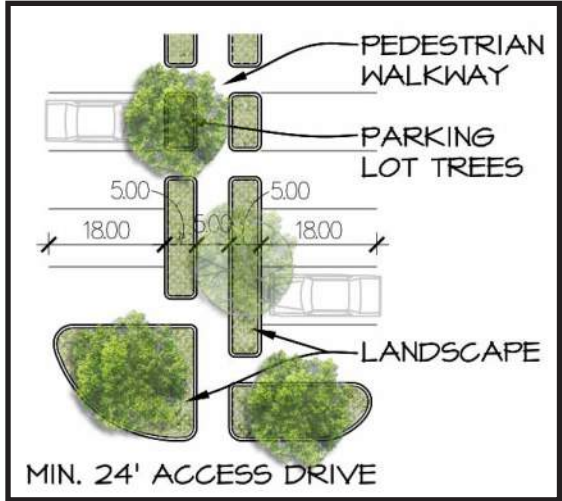 PEDESTRIAN
WALKWAY
PARKING
LOT TREES
5.00
5.00
18.00
5.00
18.00
LANDSCAPE
MIN. 24' ACCESS DRIVE